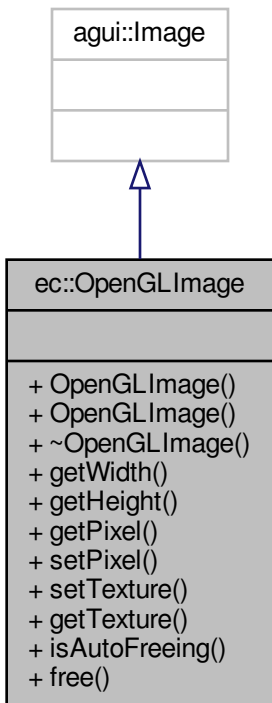 agui::Image
ec::OpenGLImage
+ OpenGLImage()
+ OpenGLImage()
+ ~OpenGLImage()
+ getWidth()
+ getHeight()
+ getPixel()
+ setPixel()
+ setTexture()
+ getTexture()
+ isAutoFreeing()
+ free()